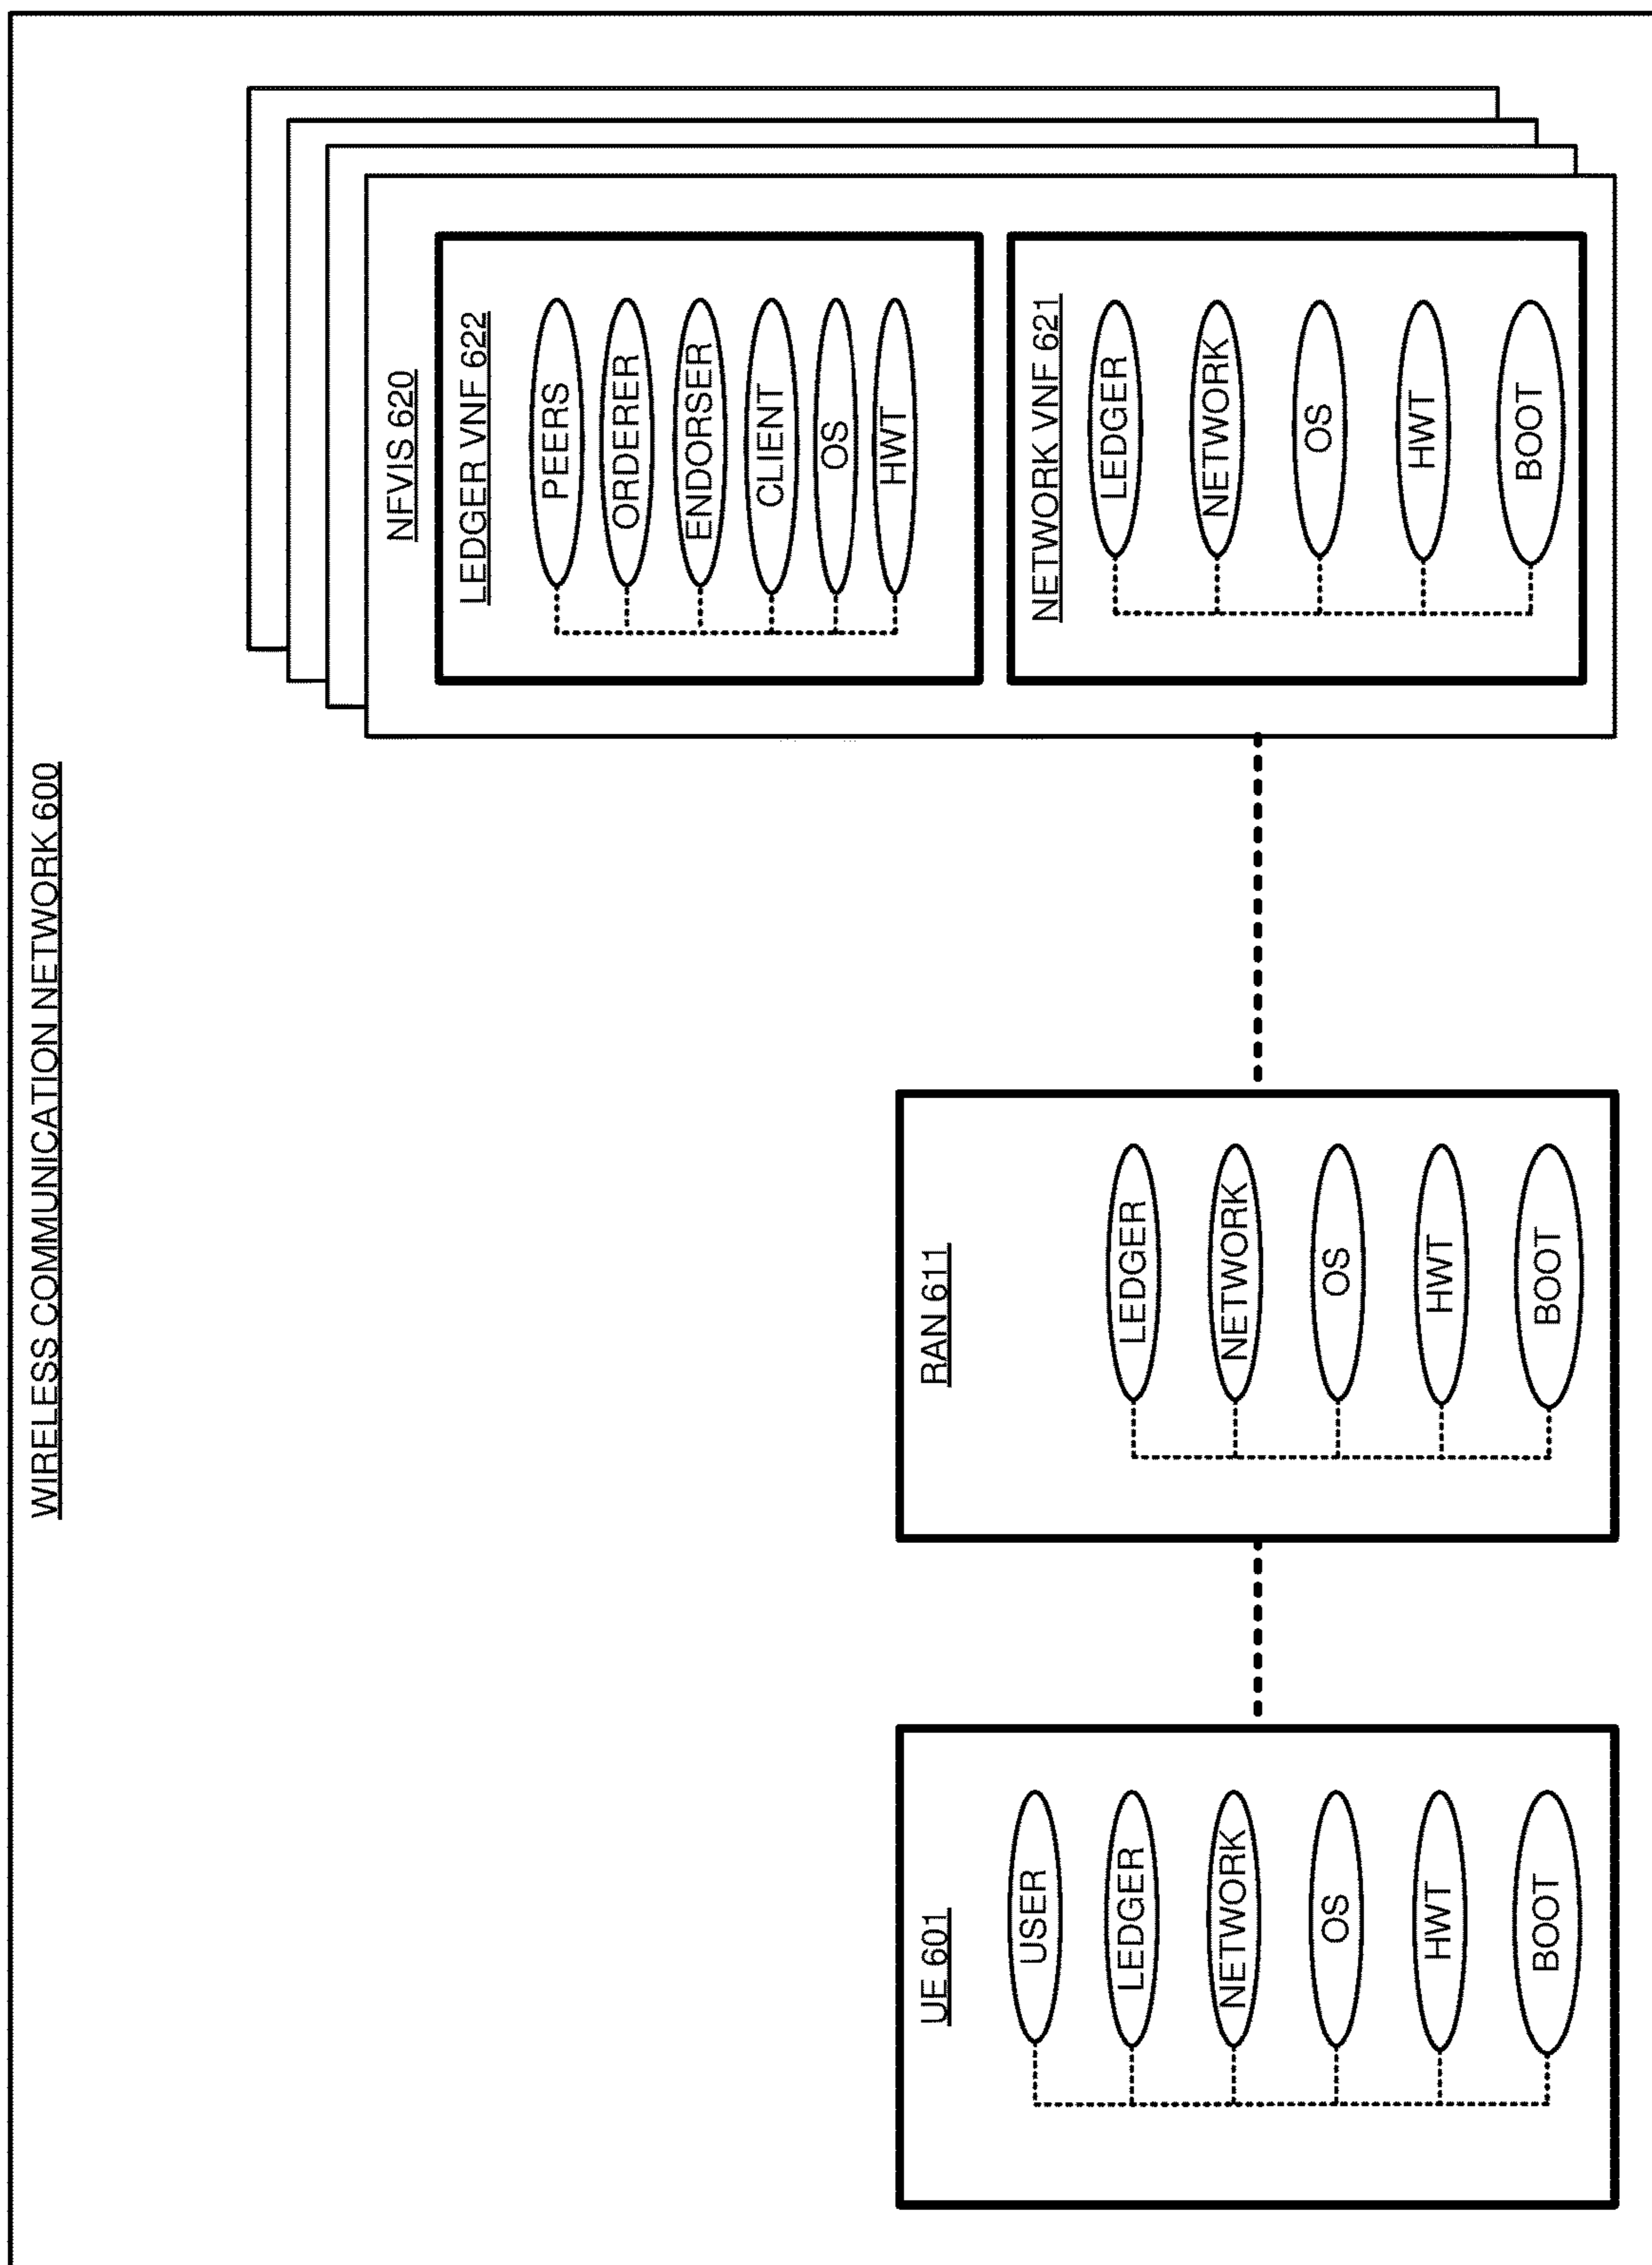 WIRELESS COMMUNICATION NETWORK 600
UE 601
USER
LEDGER
NETWORK
OS
HWT
BOOT
RAN 611
LEDGER
NETWORK
OS
HWT
BOOT
NFVIS 620
LEDGER VNF 622
PEERS
ORDERER
ENDORSER
CLIENT
OS
HWT
NETWORK VNF 621
LEDGER
NETWORK
OS
HWT
BOOT